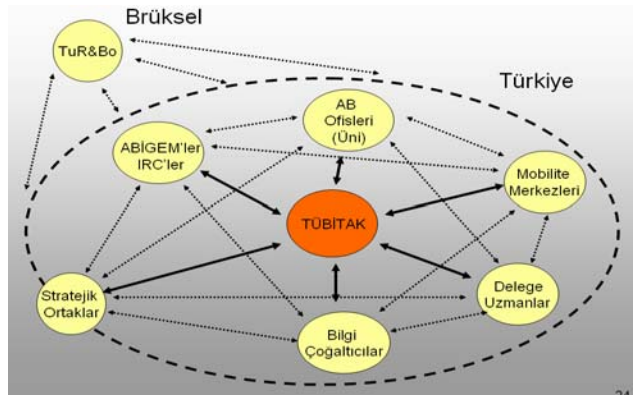 Brüksel
TuR&Bo
Türkiye
AB
Ofisleri
(Üni)
ABİGEM'ler
IRC'ler
Mobilite
Merkezleri
TÜBİTAK
Stratejik
Ortaklar
Delege
Uzmanlar
Bilgi
Çoğaltıcılar